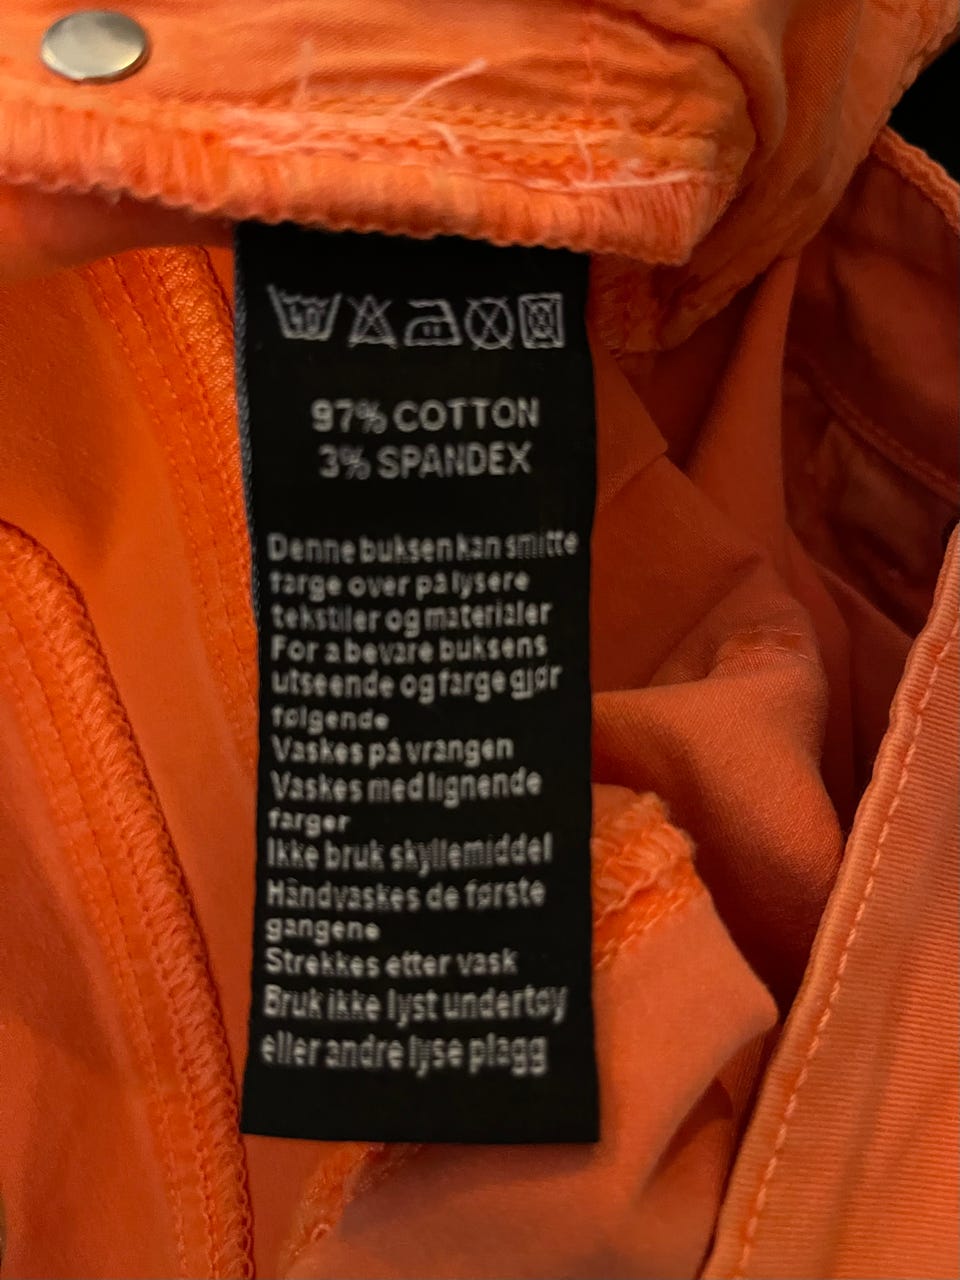 40
97% COTTON
3% SPANDEX
Denne buksen kan smitte
farge over på lysere
tekstiler og materialer
For å bevare buksens
utseende og farge gjør
følgende
Vaskes på vrangen
Vaskes med lignende
farger
Ikke bruk skyllemiddel
Håndvaskes de første
gangene
Strekkes etter vask
Bruk ikke lyst undertøy
eller andre lyse plagg